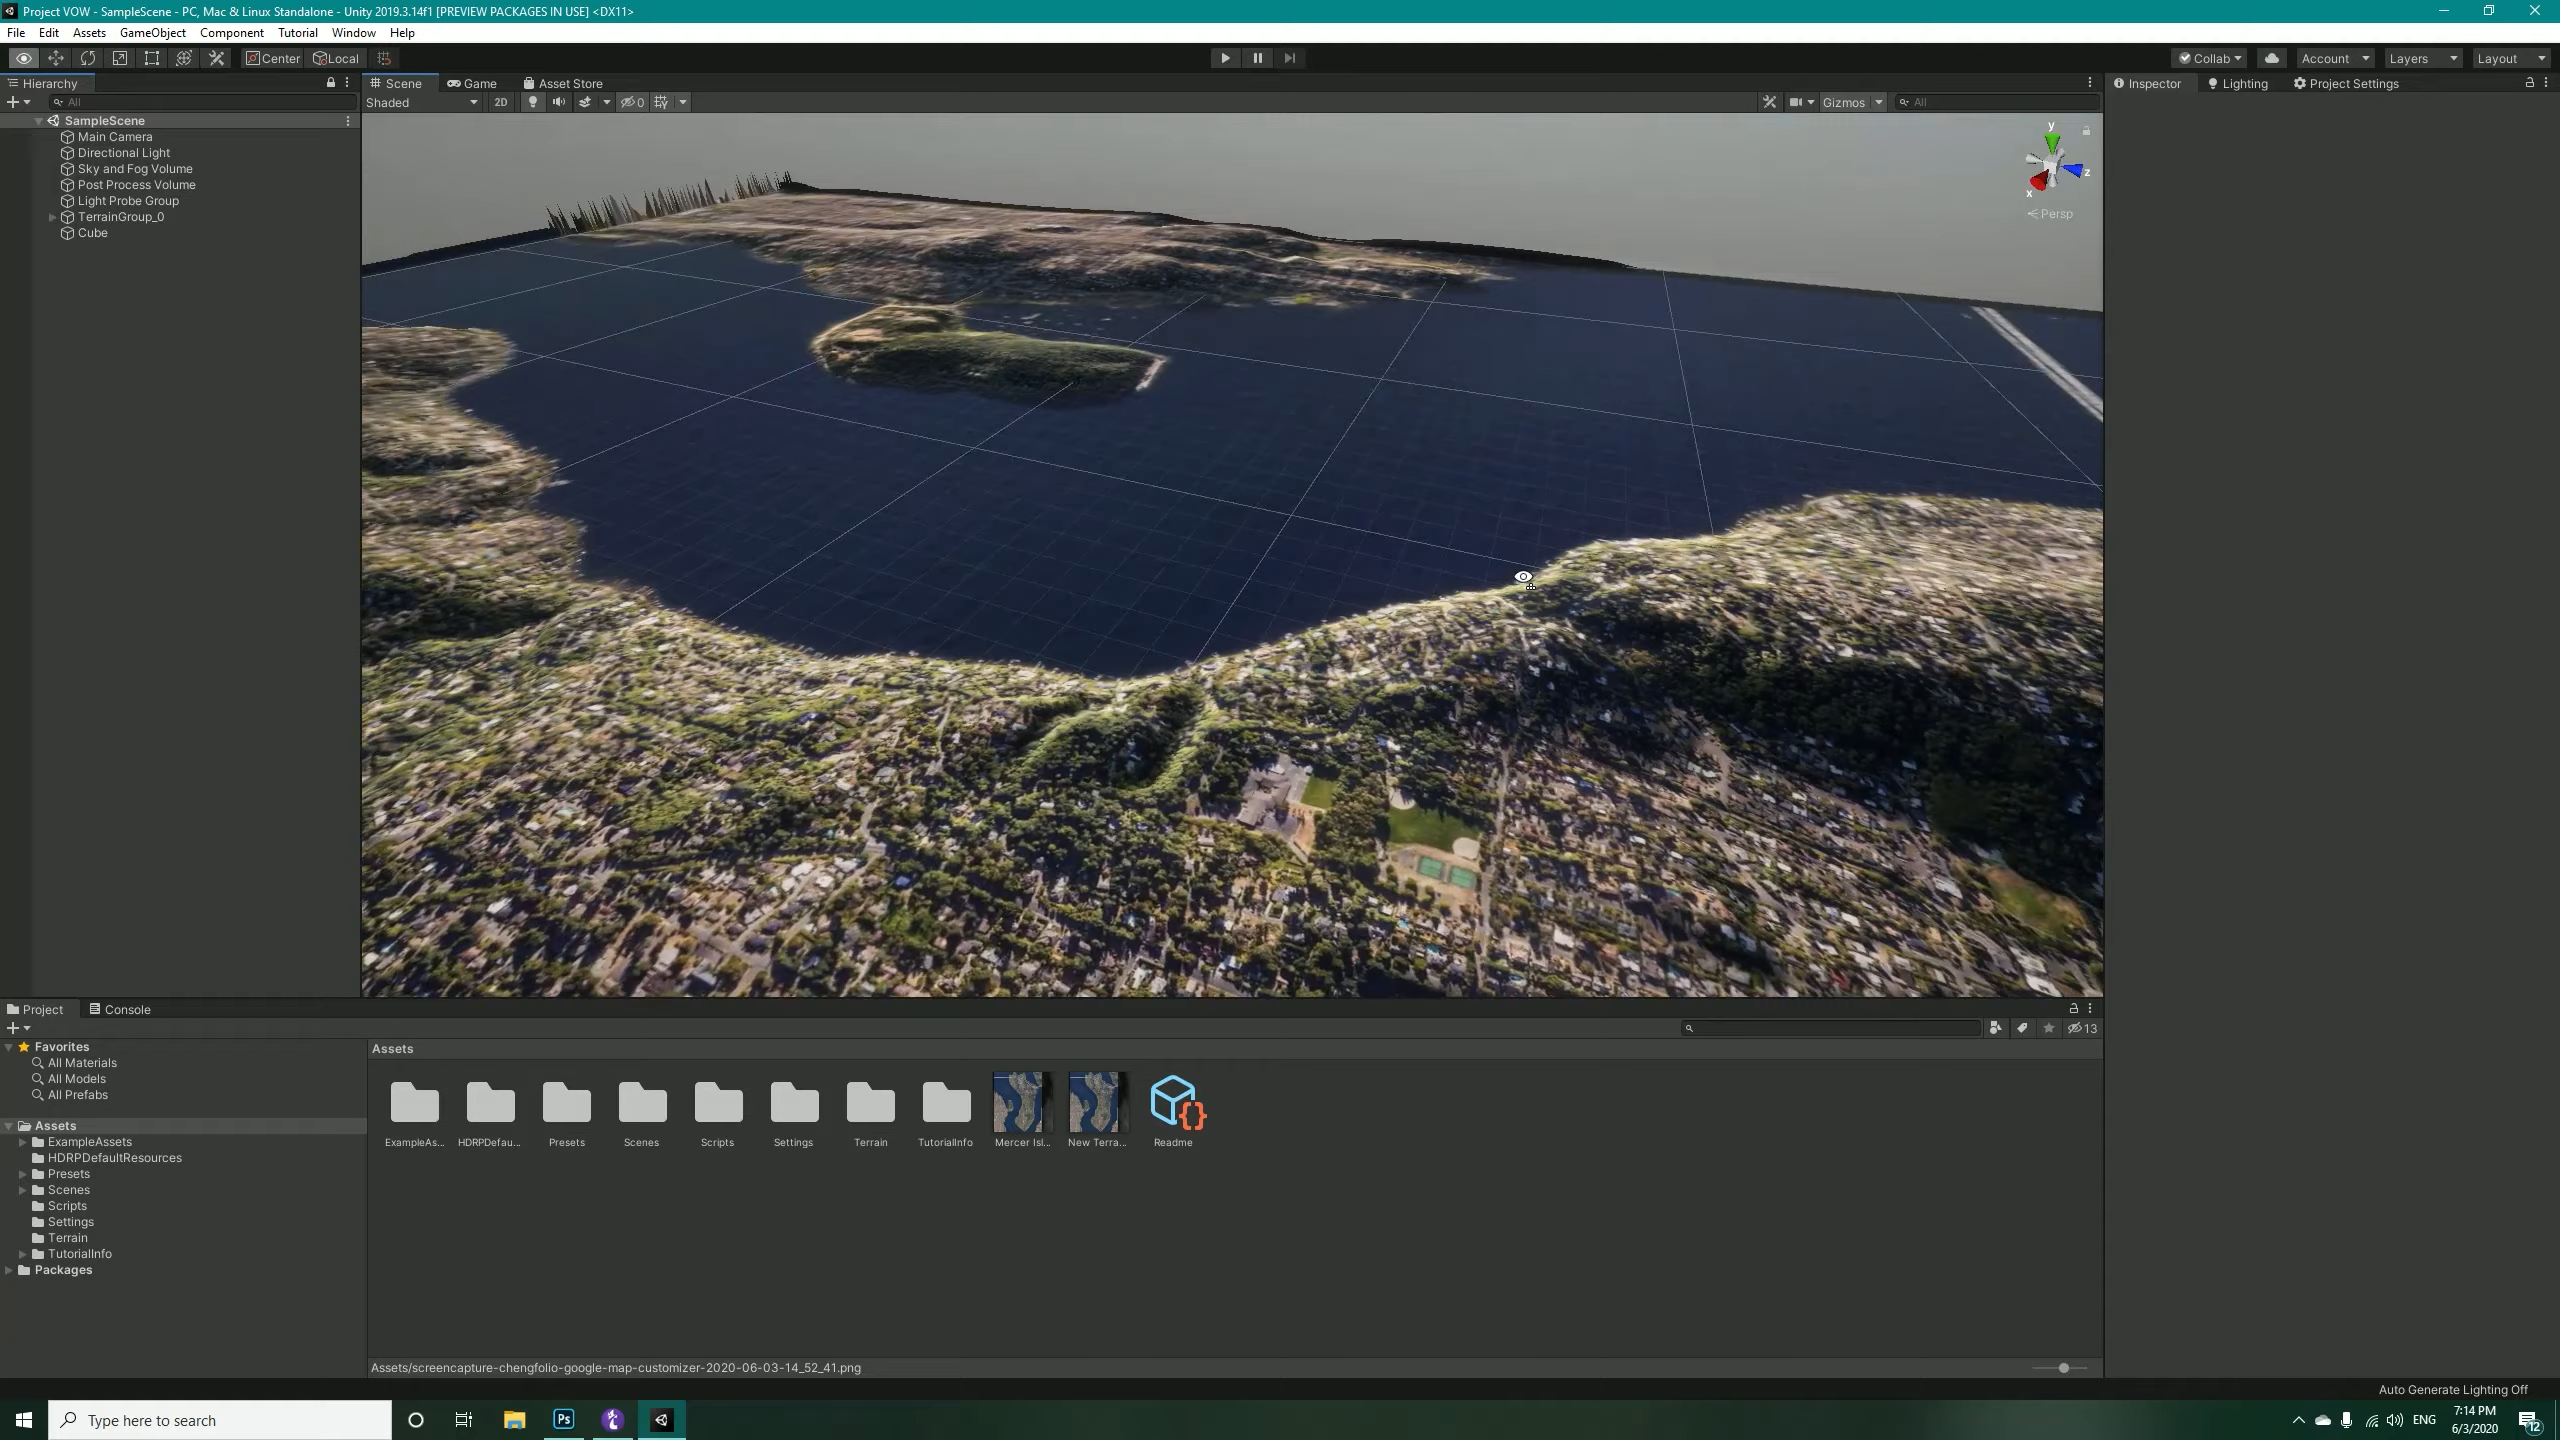 Project VOW - SampleScene - PC, Mac & Linux Standalone - Unity 2019.3.14f1 [PREVIEW PACKAGES IN USE] <DX11>
File Edit Assets GameObject Component Tutorial Window Help
Center Local Collab Account Layers Layout
Hierarchy
All
SampleScene
Main Camera
Directional Light
Sky and Fog Volume
Post Process Volume
Light Probe Group
TerrainGroup_0
Cube
Scene Game Asset Store
Shaded 2D 0 Gizmos All
y
z
x
Persp
Inspector Lighting Project Settings
Project Console
13
Favorites
All Materials
All Models
All Prefabs
Assets
ExampleAssets
HDRPDefaultResources
Presets
Scenes
Scripts
Settings
Terrain
TutorialInfo
Packages
Assets
ExampleAs... HDRPDefau... Presets Scenes Scripts Settings Terrain TutorialInfo Mercer Isl... New Terra... Readme
Assets/screencapture-chengfolio-google-map-customizer-2020-06-03-14_52_41.png
Auto Generate Lighting Off
Type here to search
Ps
ENG
7:14 PM
6/3/2020
12